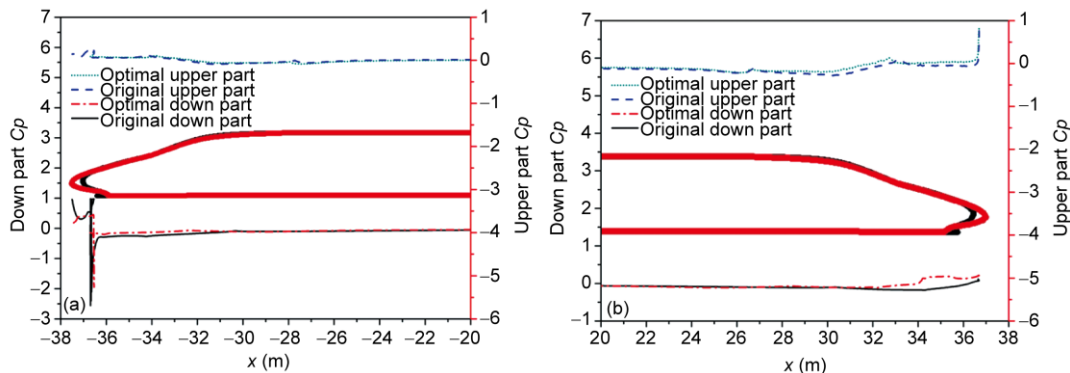 7
6
5
4
3
2
1
0
−1
−2
−3
Down part Cp
1
0
−1
−2
−3
−4
−5
−6
Upper part Cp
Optimal upper part
Original upper part
Optimal down part
Original down part
(a)
−38 −36 −34 −32 −30 −28 −26 −24 −22 −20
x (m)
7
6
5
4
3
2
1
0
−1
Down part Cp
1
0
−1
−2
−3
−4
−5
−6
Upper part Cp
Optimal upper part
Original upper part
Optimal down part
Original down part
(b)
20 22 24 26 28 30 32 34 36 38
x (m)